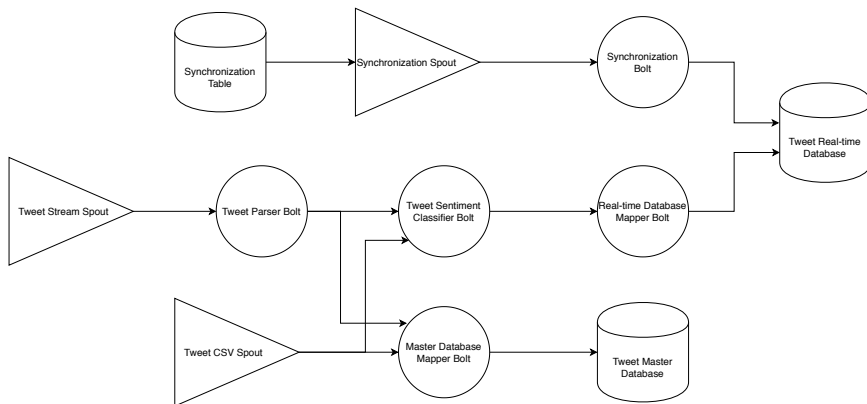 Synchronization
Table
Synchronization Spout
Synchronization
Bolt
Tweet Real-time
Database
Tweet Stream Spout
Tweet Parser Bolt
Tweet Sentiment
Classifier Bolt
Real-time Database
Mapper Bolt
Tweet CSV Spout
Master Database
Mapper Bolt
Tweet Master
Database